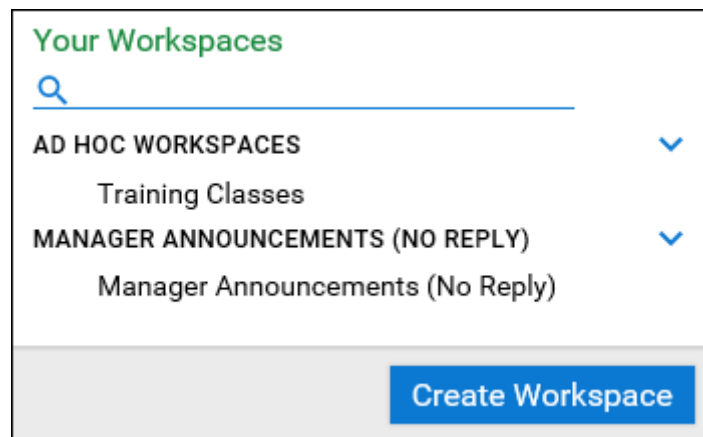 Your Workspaces
AD HOC WORKSPACES
Training Classes
MANAGER ANNOUNCEMENTS (NO REPLY)
Manager Announcements (No Reply)
Create Workspace